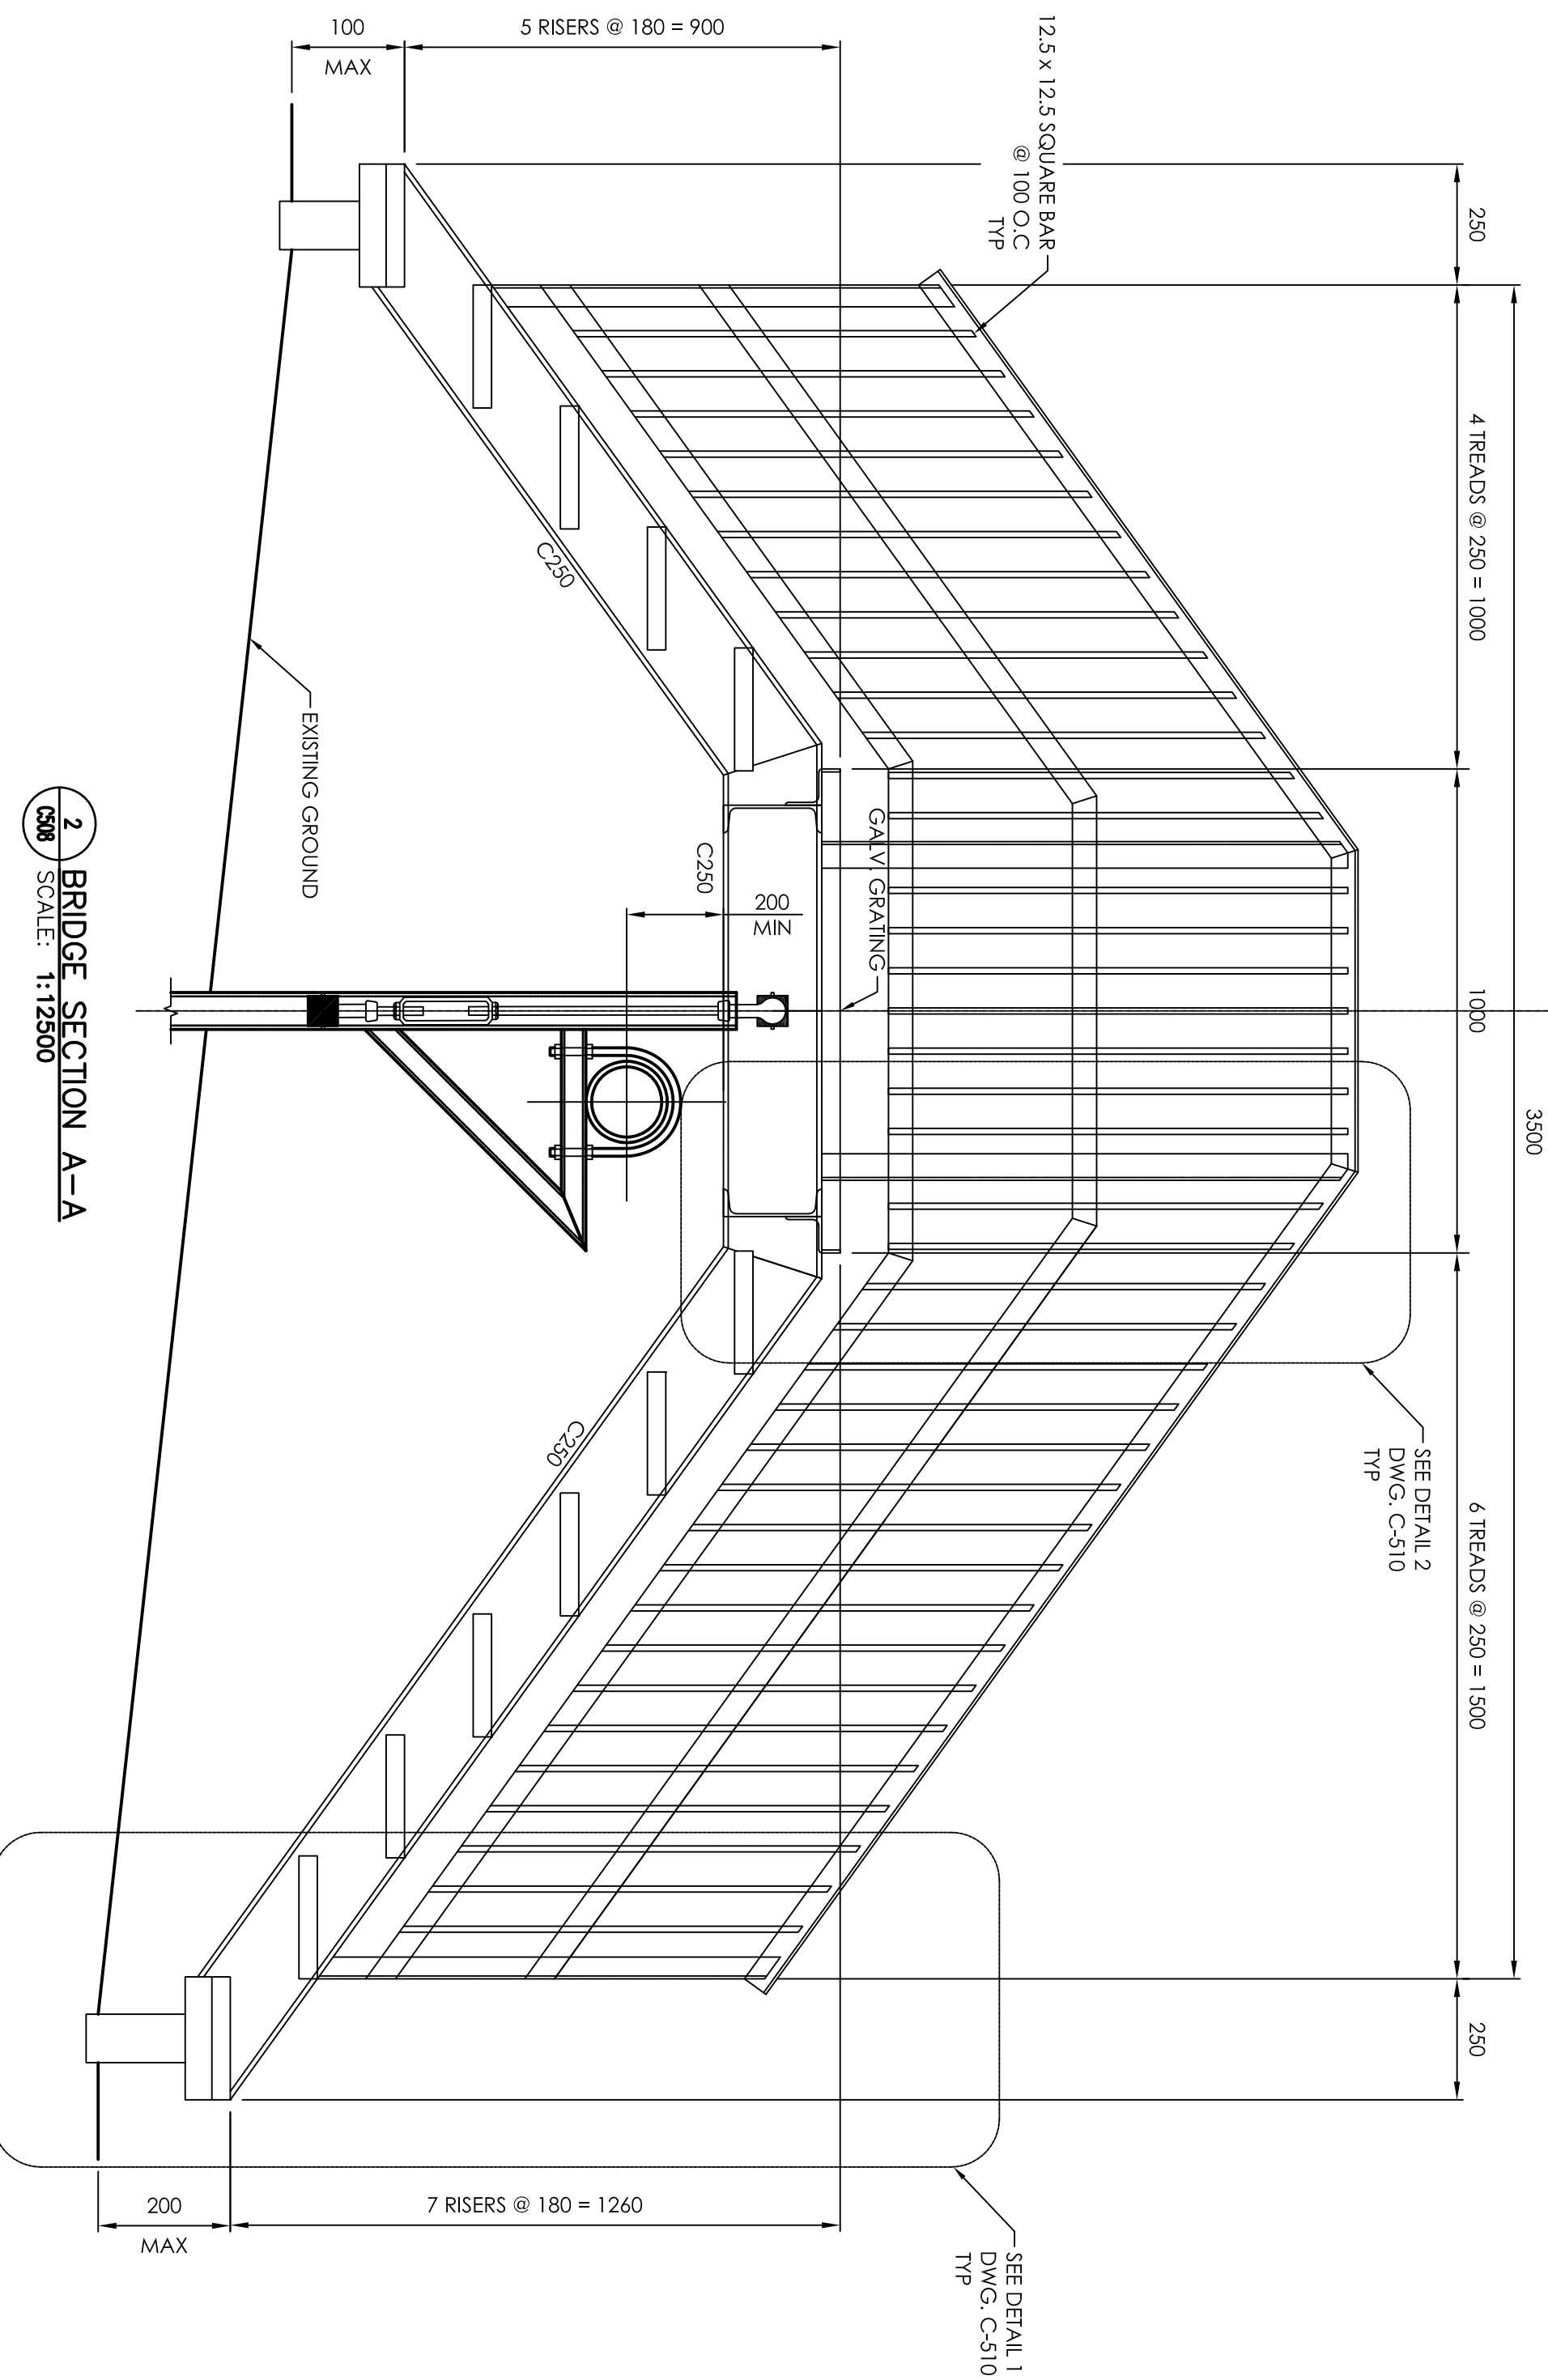 3500
250
4 TREADS @ 250 = 1000
1000
6 TREADS @ 250 = 1500
250
SEE DETAIL 2
DWG. C-510
TYP
12.5 x 12.5 SQUARE BAR
@ 100 O.C
TYP
5 RISERS @ 180 = 900
100
MAX
GALV. GRATING
C250
200
MIN
C250
C250
EXISTING GROUND
SEE DETAIL 1
DWG. C-510
TYP
7 RISERS @ 180 = 1260
200
MAX
2
C508
BRIDGE SECTION A-A
SCALE: 1:12500